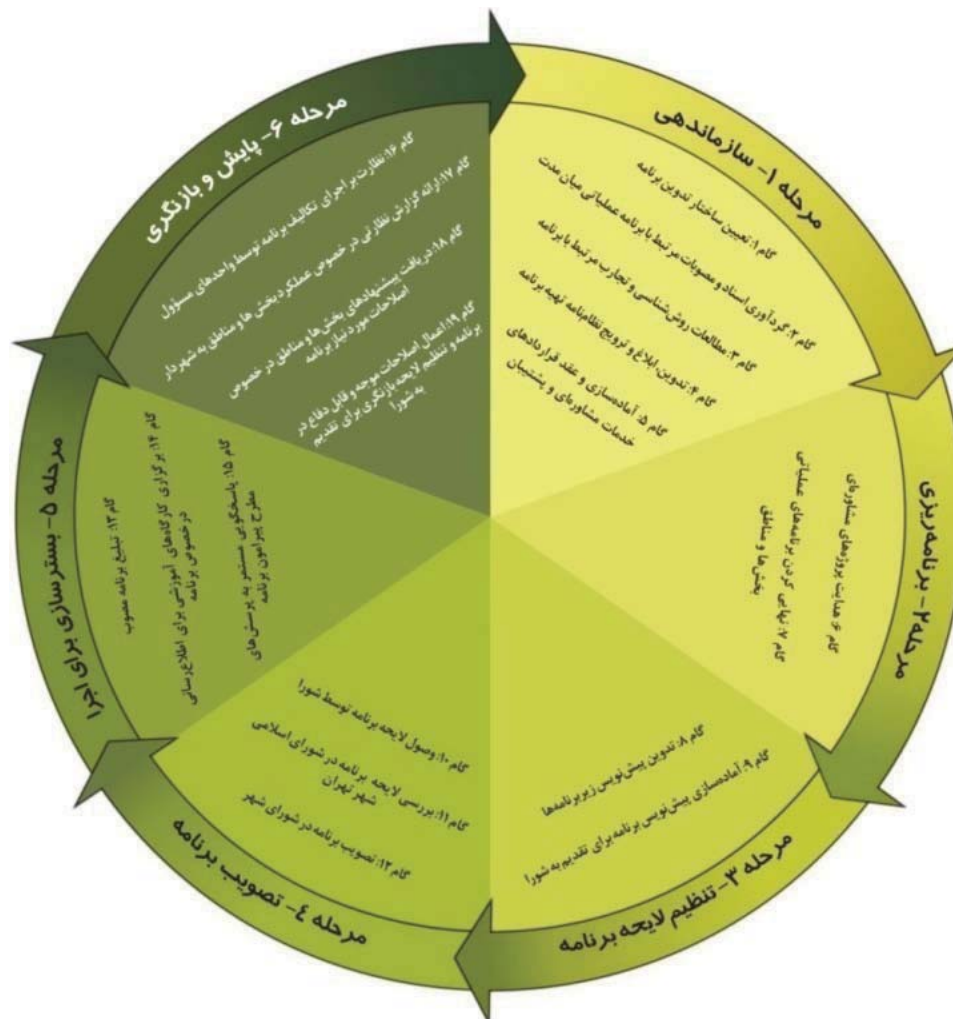 مرحله ۱- سازماندهی
گام ۱: تعیین ساختار تدوین برنامه
گام ۲: گردآوری اسناد و مصوبات مرتبط با برنامه عملیاتی میان مدت
گام ۳: مطالعات روش‌شناسی و تجارب مرتبط با برنامه
گام ۴: تدوین، ابلاغ و ترویج نظام‌نامه تهیه برنامه
گام ۵: آماده‌سازی و عقد قراردادهای
خدمات مشاوره‌ای و پشتیبان
مرحله ۲- برنامه‌ریزی
گام ۶: هدایت پروژه‌های مشاوره‌ای
گام ۷: نهایی کردن برنامه‌های عملیاتی
بخش‌ها و مناطق
مرحله ۳- تنظیم لایحه برنامه
گام ۸: تدوین پیش‌نویس زیربرنامه‌ها
گام ۹: آماده‌سازی پیش‌نویس برنامه برای تقدیم به شورا
مرحله ٤- تصویب برنامه
گام ۱۰: وصول لایحه برنامه توسط شورا
گام ۱۱: بررسی لایحه برنامه در شورای اسلامی
شهر تهران
گام ۱۲: تصویب برنامه در شورای شهر
مرحله ۵- بسترسازی برای اجرا
گام ۱۳: تبلیغ برنامه مصوب
گام ۱۴: برگزاری کارگاه‌های آموزشی برای اطلاع‌رسانی
درخصوص برنامه
گام ۱۵: پاسخگویی مستمر به پرسش‌های
مطرح پیرامون برنامه
مرحله ۶- پایش و بازنگری
گام ۱۶: نظارت بر اجرای تکالیف برنامه توسط واحدهای مسؤول
گام ۱۷: ارائه گزارش نظارتی در خصوص عملکرد بخش ها و مناطق به شهردار
گام ۱۸: دریافت پیشنهادهای بخش‌ها و مناطق در خصوص
اصلاحات مورد نیاز برنامه
گام ۱۹: اعمال اصلاحات موجه و قابل دفاع در
برنامه و تنظیم لایحه بازنگری برای تقدیم
به شورا